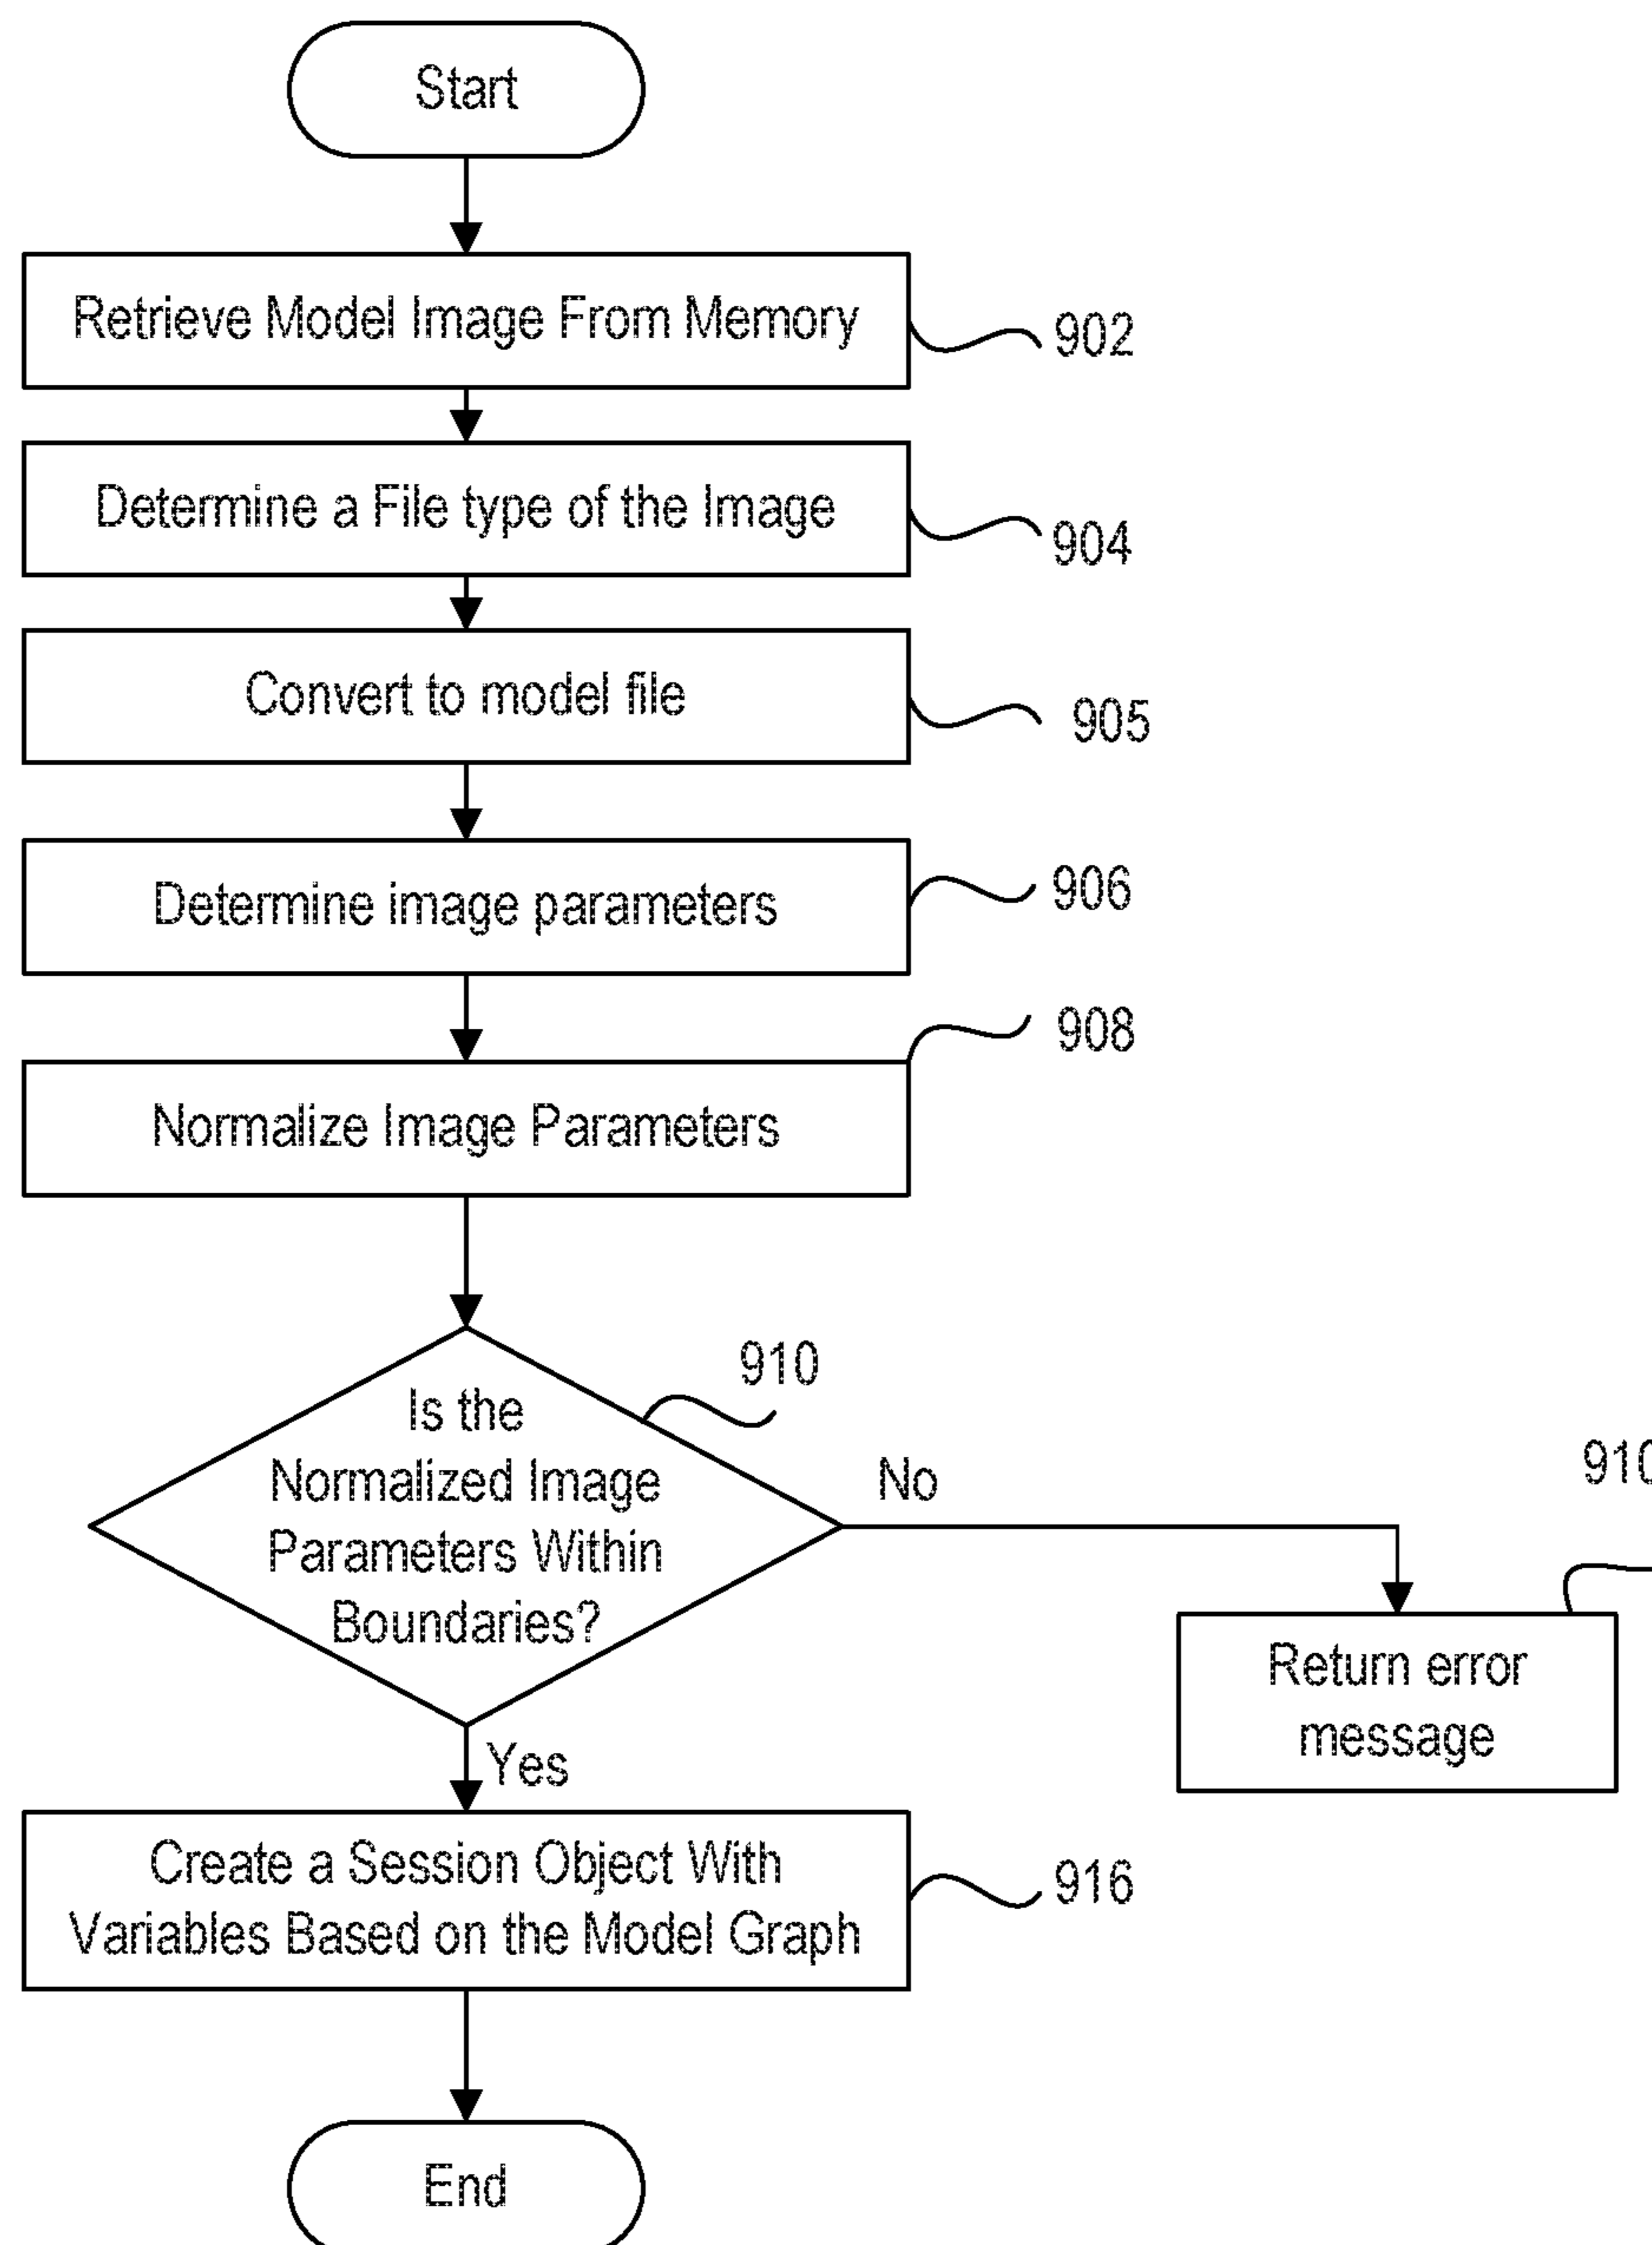 Start
Retrieve Model Image From Memory
902
Determine a File type of the Image
904
Convert to model file
905
Determine image parameters
906
908
Normalize Image Parameters
910
Is the
Normalized Image
Parameters Within
Boundaries?
No
910
Return error
message
Yes
Create a Session Object With
Variables Based on the Model Graph
916
End